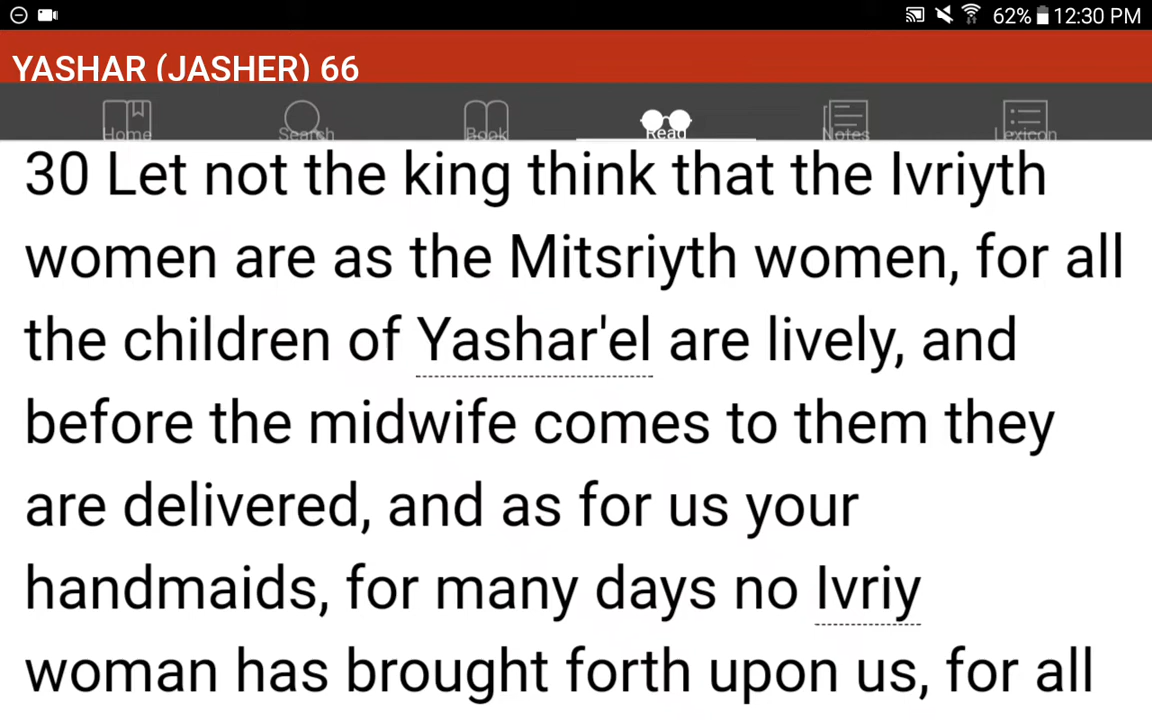 62% 12:30 PM
YASHAR (JASHER) 66
Home Search Book Read Notes Lexicon
30 Let not the king think that the Ivriyth
women are as the Mitsriyth women, for all
the children of Yashar'el are lively, and
before the midwife comes to them they
are delivered, and as for us your
handmaids, for many days no Ivriy
woman has brought forth upon us, for all